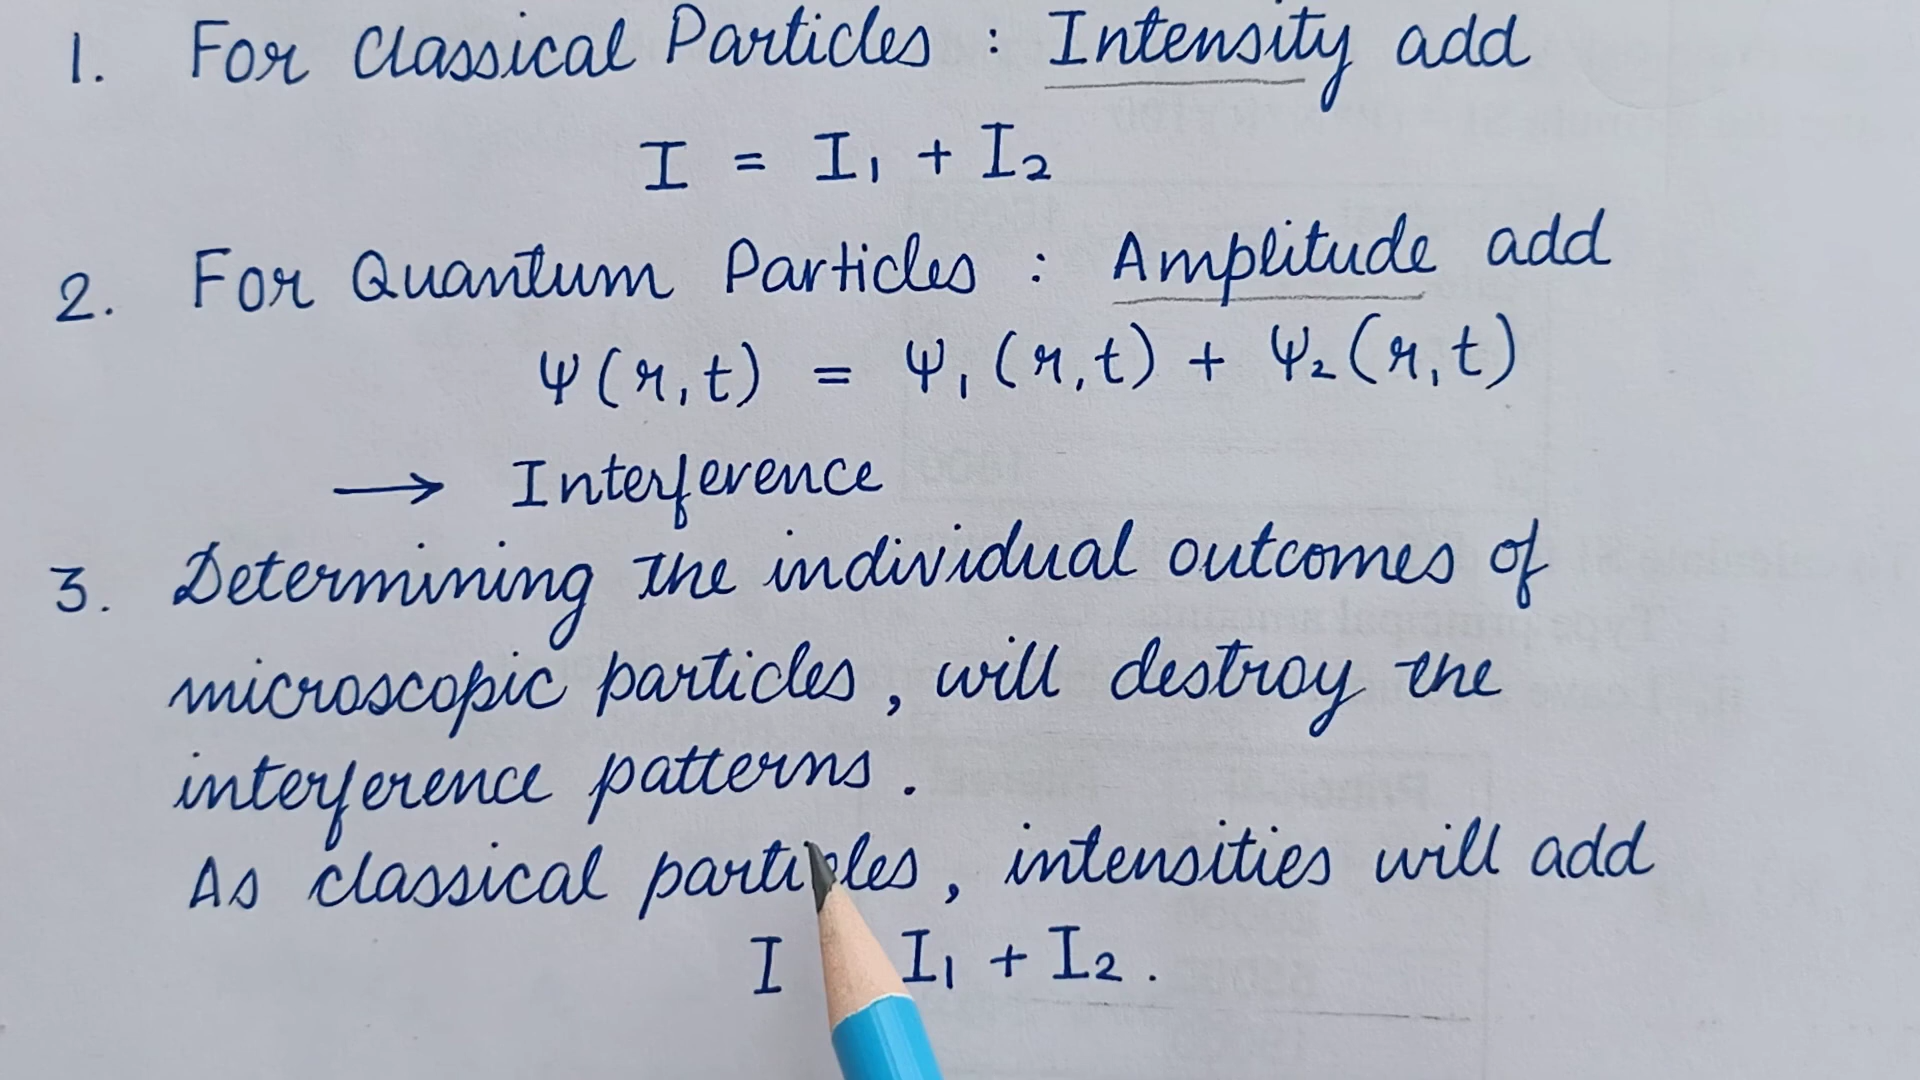 1. For Classical Particles : Intensity add
I = I₁ + I₂
2. For Quantum Particles : Amplitude add
Ψ(r,t) = Ψ₁(r,t) + Ψ₂(r,t)
→ Interference
3. Determining the individual outcomes of
microscopic particles, will destroy the
interference patterns.
As classical particles, intensities will add
I I₁ + I₂.